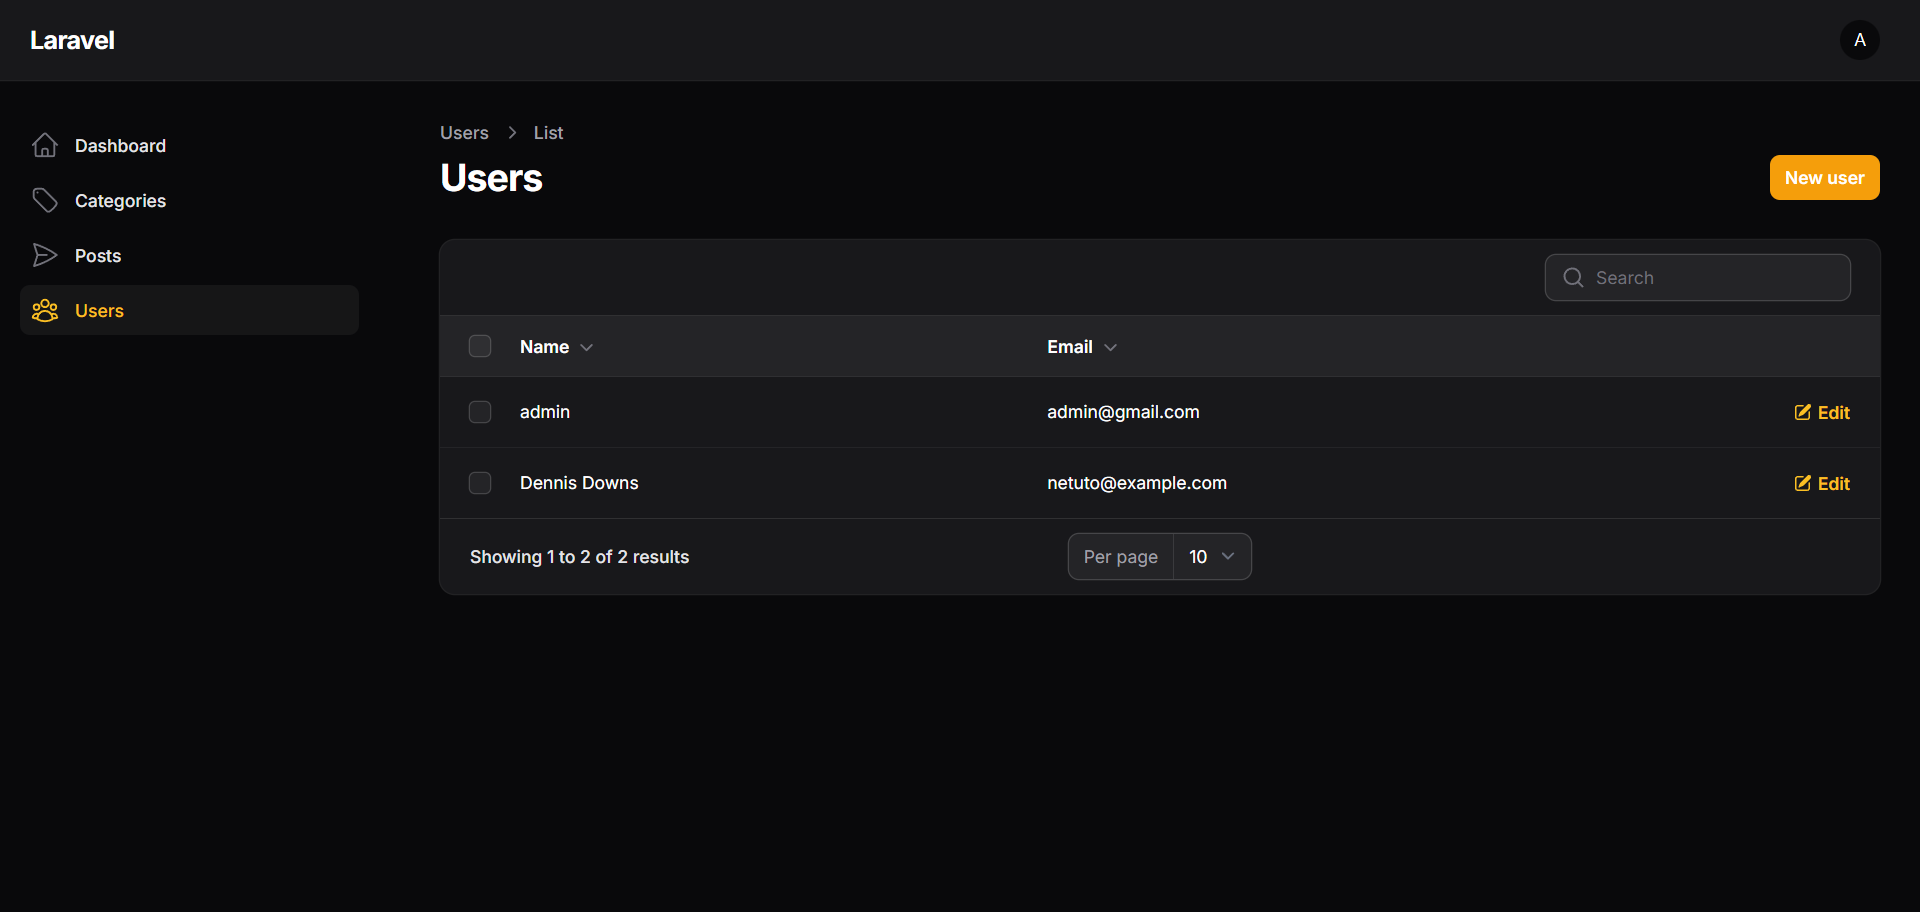 Laravel
A
Dashboard
Categories
Posts
Users
Users > List
Users
New user
Search
Name Email
admin admin@gmail.com Edit
Dennis Downs netuto@example.com Edit
Showing 1 to 2 of 2 results Per page 10